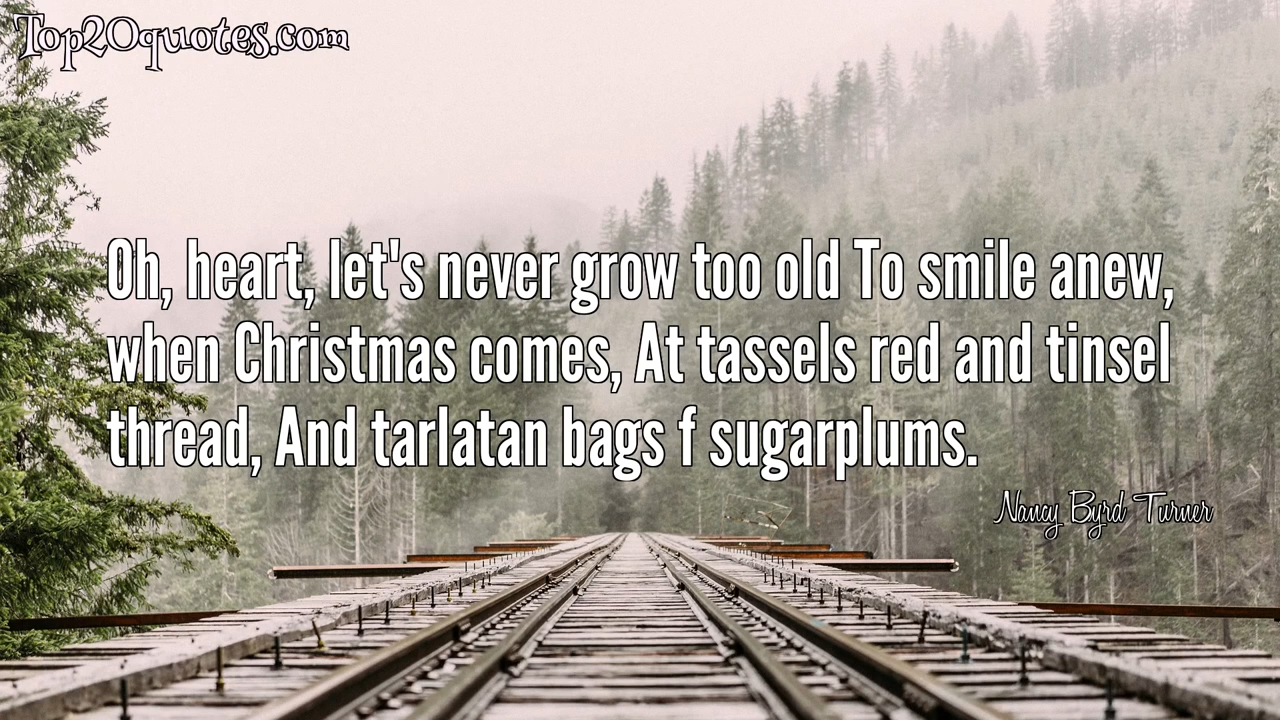 Top20quotes.com
Oh, heart, let's never grow too old To smile anew,
when Christmas comes, At tassels red and tinsel
thread, And tarlatan bags f sugarplums.
Nancy Byrd Turner